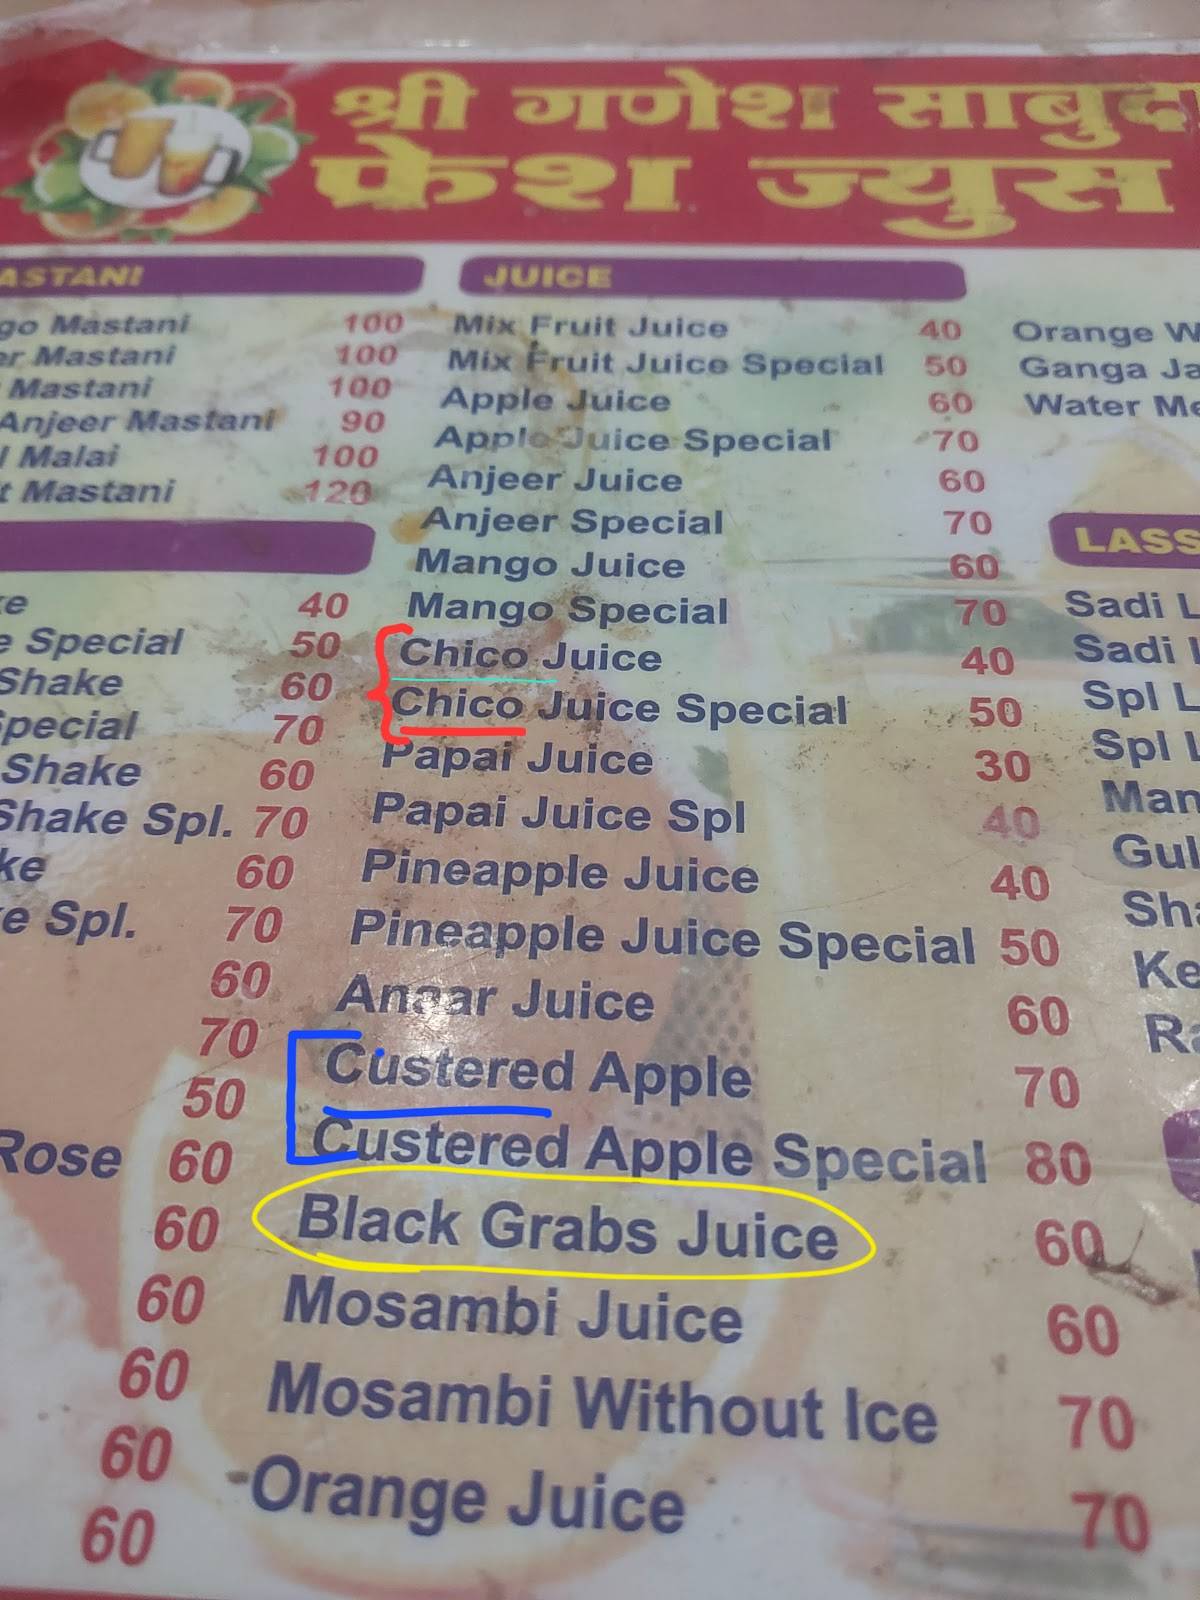 श्री गणेश
फ्रेश ज्युस
Mastani 100
Mastani 100
Mastani 100
Anjeer Mastani 90
Malai 100
Mastani 120
40
Special 50
Shake 60
70
Shake 60
Shake Spl. 70
60
Spl. 70
60
70
50
Rose 60
60
60
60
60
60
JUICE
Mix Fruit Juice 40
Mix Fruit Juice Special 50
Apple Juice 60
Apple Juice Special 70
Anjeer Juice 60
Anjeer Special 70
Mango Juice 60
Mango Special 70
Chico Juice 40
Chico Juice Special 50
Papai Juice 30
Papai Juice Spl 40
Pineapple Juice 40
Pineapple Juice Special 50
Anaar Juice 60
Custered Apple 70
Custered Apple Special 80
Black Grabs Juice 60
Mosambi Juice 60
Mosambi Without Ice 70
Orange Juice 70
Orange
Ganga
Water
Sadi
Sadi
Spl
Spl